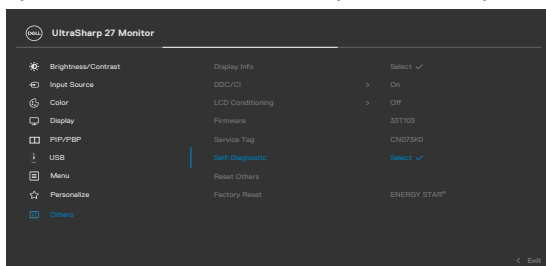 DELL UltraSharp 27 Monitor
Brightness/Contrast Display Info Select ✓
Input Source DDC/CI > On
Color LCD Conditioning > Off
Display Firmware 33T103
PIP/PBP Service Tag CN073K0
USB Self-Diagnostic Select ✓
Menu Reset Others
Personalize Factory Reset ENERGY STAR®
Others
< Exit